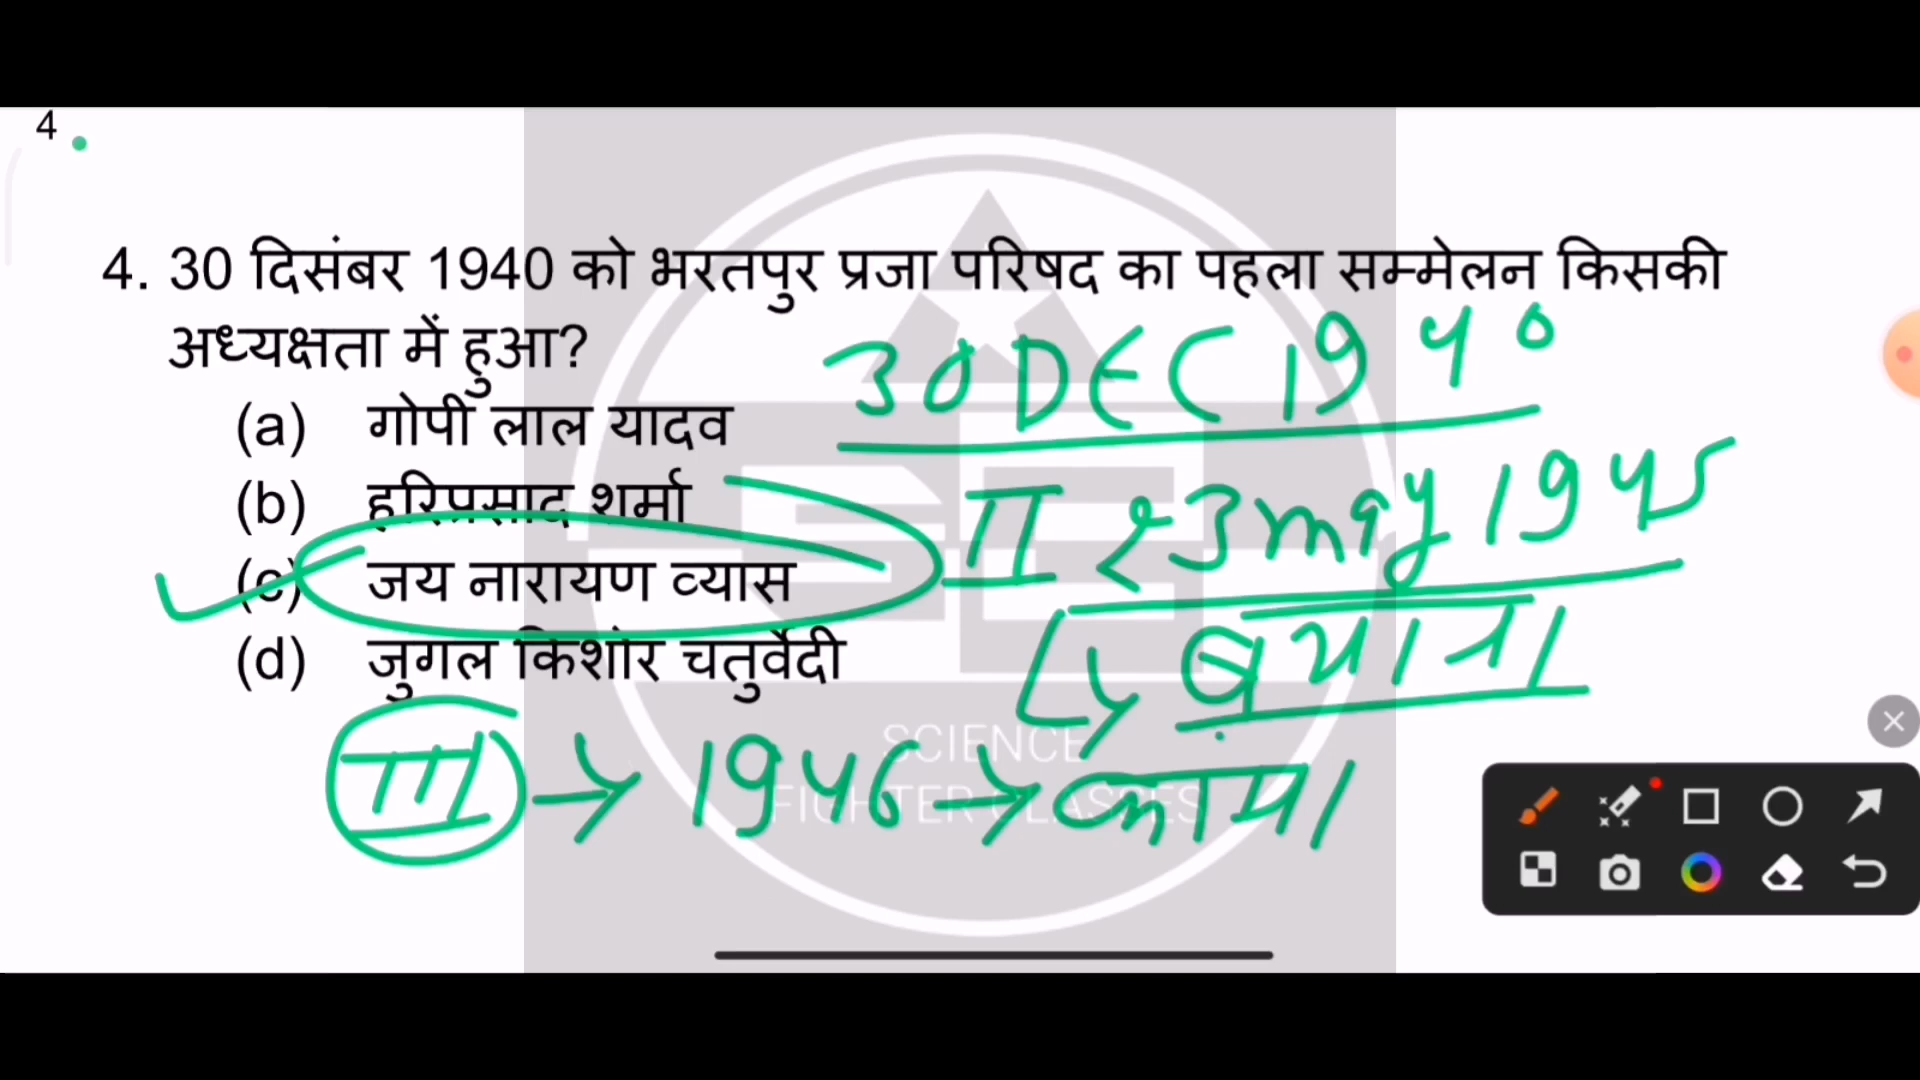 4
4. 30 दिसंबर 1940 को भरतपुर प्रजा परिषद का पहला सम्मेलन किसकी
अध्यक्षता में हुआ?
30 DEC 1940
(a) गोपी लाल यादव
(b) हरिप्रसाद शर्मा
II 23 may 1945
(c) जय नारायण व्यास
(d) जुगल किशोर चतुर्वेदी
बयाना
III → 1946 → कामा
SCIENCE
FIGHTER CLASSES